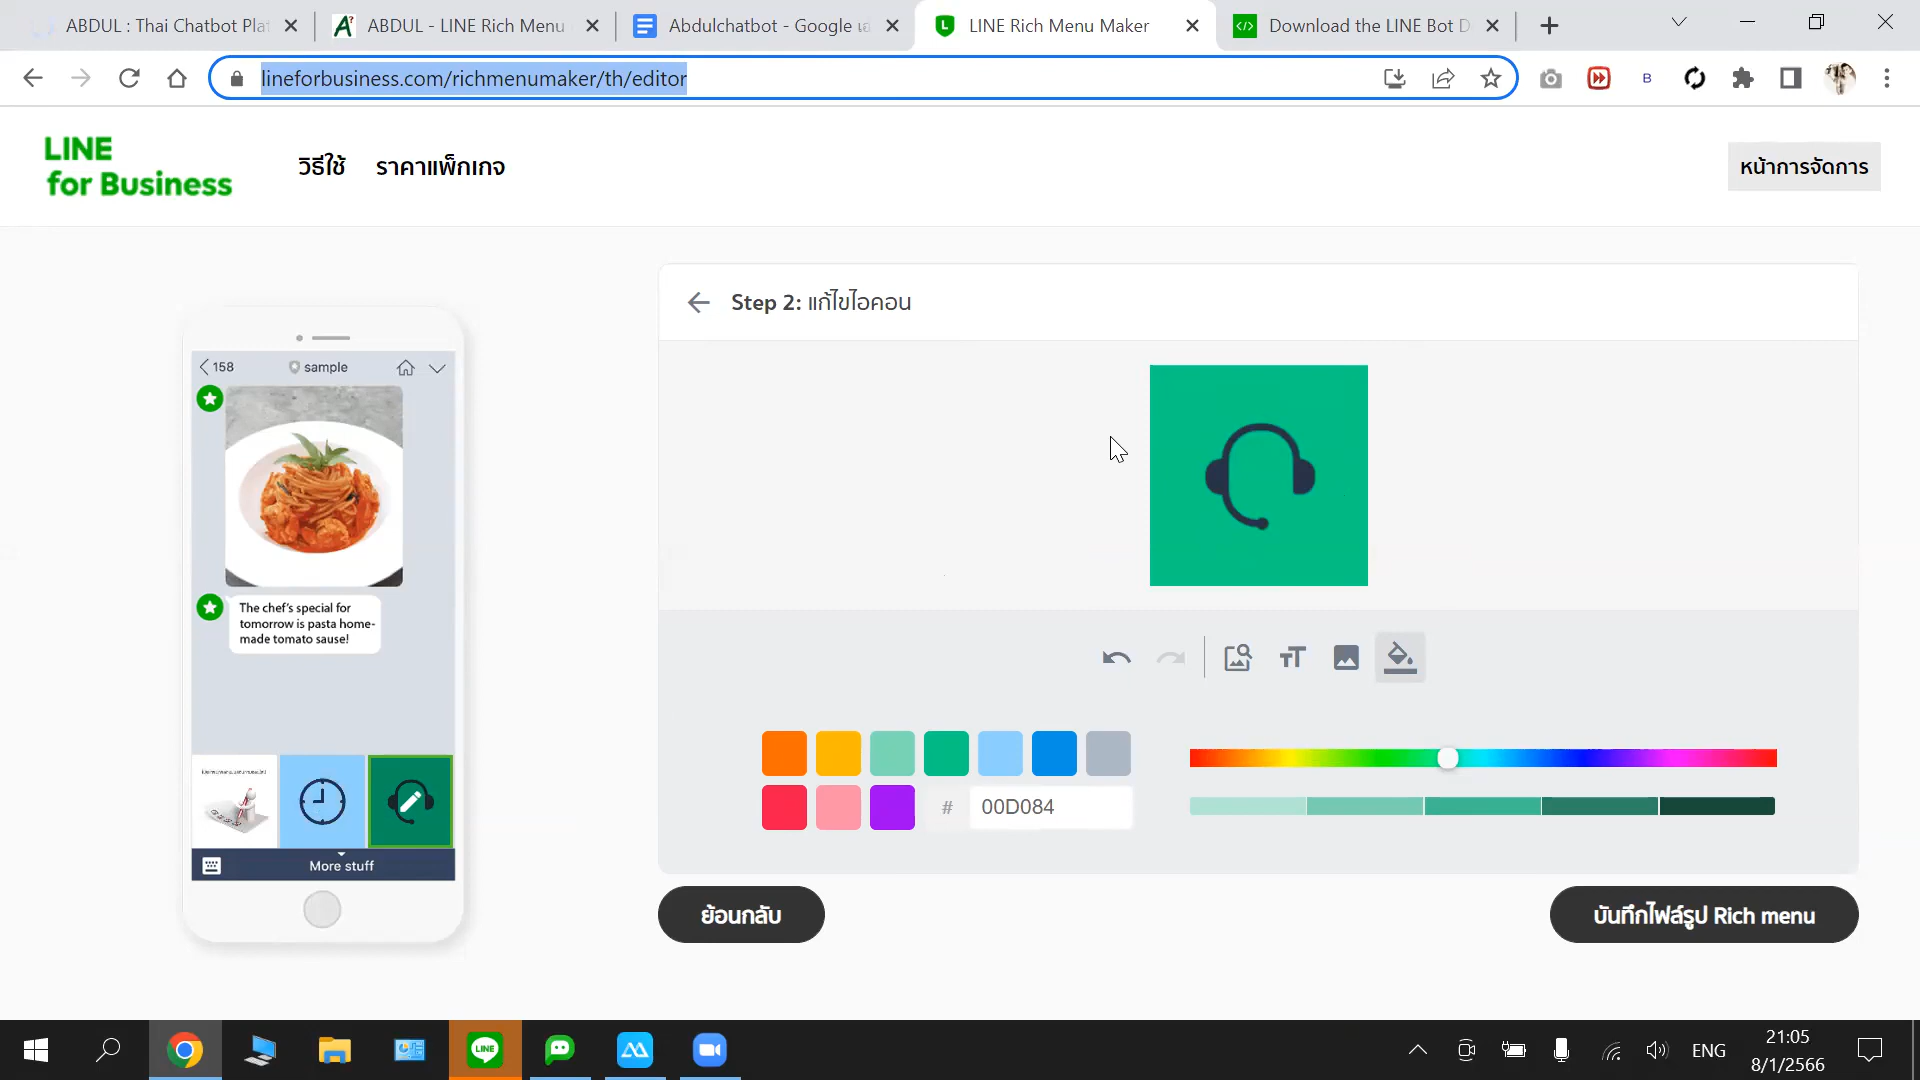 ABDUL : Thai Chatbot Plat
ABDUL - LINE Rich Menu
Abdulchatbot - Google เอ
LINE Rich Menu Maker
Download the LINE Bot D
lineforbusiness.com/richmenumaker/th/editor
LINE
for Business
วิธีใช้
ราคาแพ็กเกจ
หน้าการจัดการ
Step 2: แก้ไขไอคอน
158
sample
The chef's special for
tomorrow is pasta home-
made tomato sause!
More stuff
# 00D084
ย้อนกลับ
บันทึกไฟล์รูป Rich menu
LINE
ENG
21:05
8/1/2566